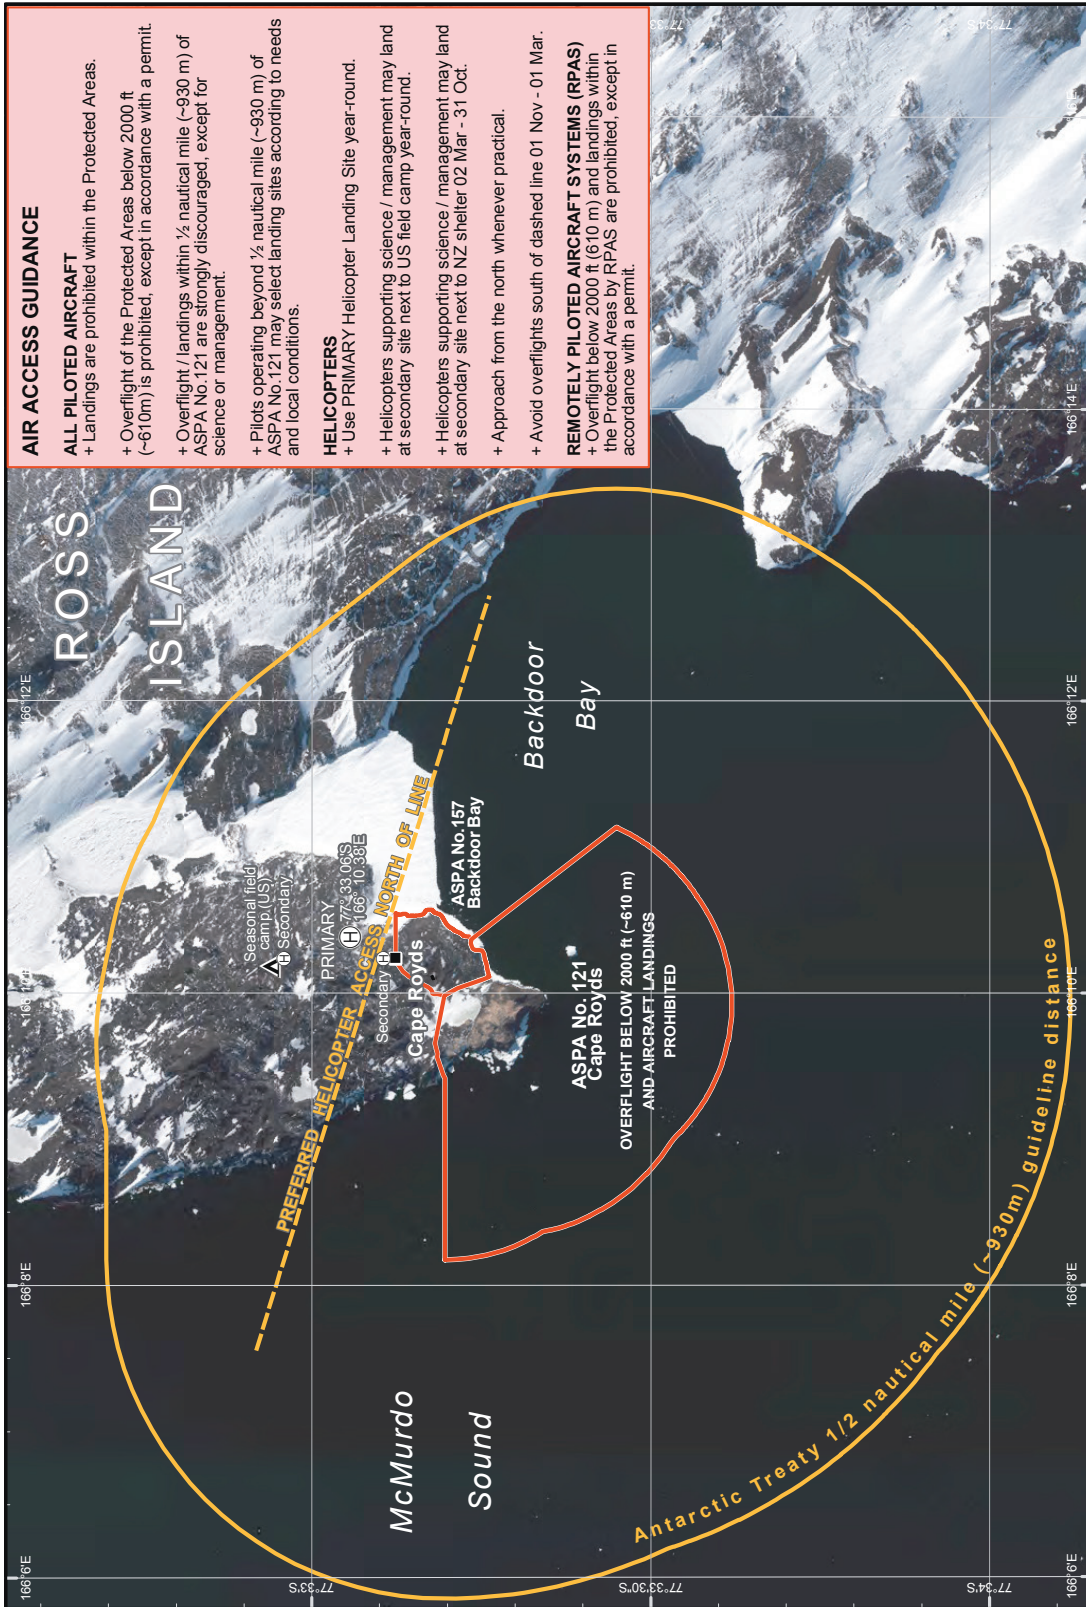 AIR ACCESS GUIDANCE
ALL PILOTED AIRCRAFT
+ Landings are prohibited within the Protected Areas.
+ Overflight of the Protected Areas below 2000 ft
(~610m) is prohibited, except in accordance with a permit.
+ Overflight / landings within ½ nautical mile (~930 m) of
ASPA No.121 are strongly discouraged, except for
science or management.
+ Pilots operating beyond ½ nautical mile (~930 m) of
ASPA No.121 may select landing sites according to needs
and local conditions.
HELICOPTERS
+ Use PRIMARY Helicopter Landing Site year-round.
+ Helicopters supporting science / management may land
at secondary site next to US field camp year-round.
+ Helicopters supporting science / management may land
at secondary site next to NZ shelter 02 Mar - 31 Oct.
+ Approach from the north whenever practical.
+ Avoid overflights south of dashed line 01 Nov - 01 Mar.
REMOTELY PILOTED AIRCRAFT SYSTEMS (RPAS)
+ Overflight below 2000 ft (610 m) and landings within
the Protected Areas by RPAS are prohibited, except in
accordance with a permit.
ROSS
ISLAND
166°6'E
166°8'E
166°12'E
Seasonal field
camp (US)
H Secondary
PRIMARY
H 77° 33.06'S
166° 10.38'E
PREFERRED HELICOPTER ACCESS NORTH OF LINE
Secondary H
Cape Royds
ASPA No.157
Backdoor Bay
Backdoor
Bay
McMurdo
Sound
ASPA No. 121
Cape Royds
OVERFLIGHT BELOW 2000 ft (~610 m)
AND AIRCRAFT LANDINGS
PROHIBITED
Antarctic Treaty 1/2 nautical mile (~930m) guideline distance
77°33'S
77°33'30"S
77°34'S
77°34'S
166°6'E
166°8'E
166°10'E
166°12'E
166°14'E